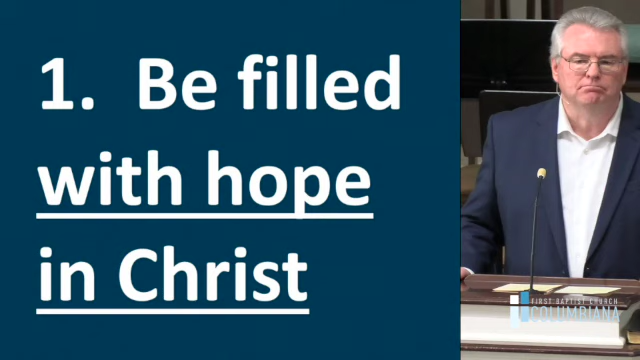 1. Be filled
with hope
in Christ
FIRST BAPTIST CHURCH
COLUMBIANA